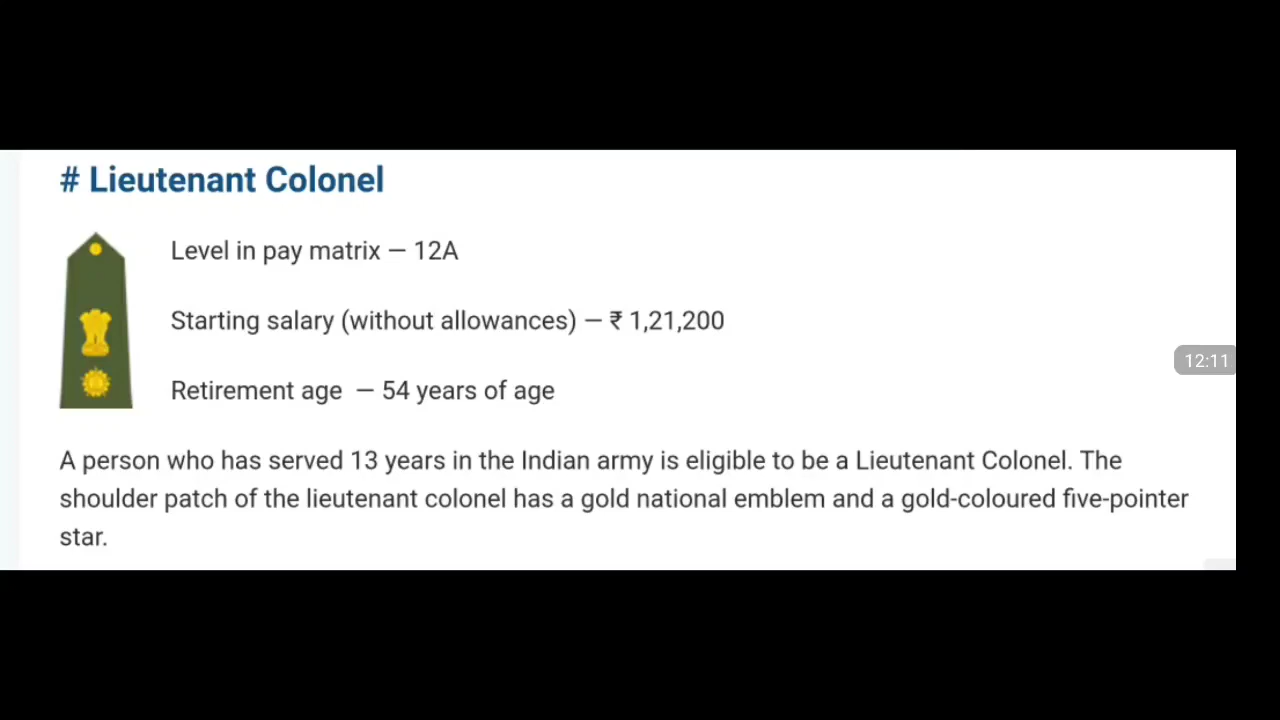 # Lieutenant Colonel
Level in pay matrix — 12A
Starting salary (without allowances) — ₹ 1,21,200
12:11
Retirement age — 54 years of age
A person who has served 13 years in the Indian army is eligible to be a Lieutenant Colonel. The
shoulder patch of the lieutenant colonel has a gold national emblem and a gold-coloured five-pointer
star.